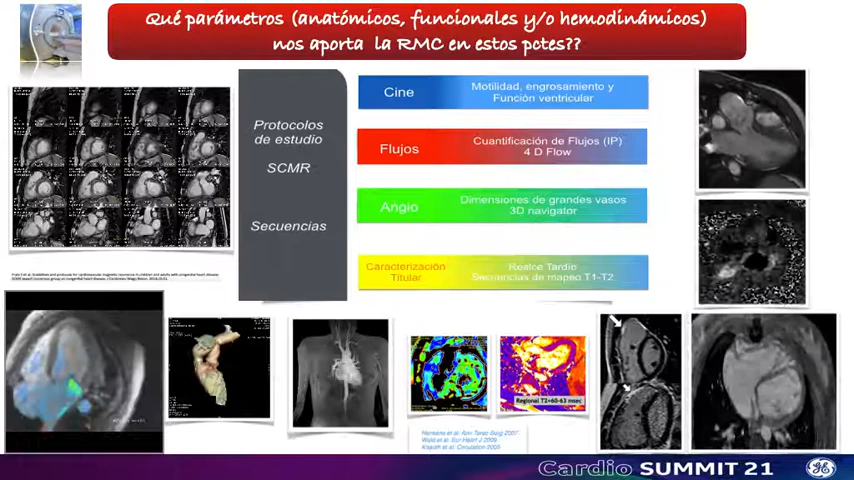 Qué parámetros (anatómicos, funcionales y/o hemodinámicos)
nos aporta la RMC en estos pctes??
Protocolos
de estudio
SCMR
Secuencias
Cine
Motilidad, engrosamiento y
Función ventricular
Flujos
Cuantificación de Flujos (IP)
4 D Flow
Angio
Dimensiones de grandes vasos
3D navigator
Caracterización
Titular
Realce Tardío
Secuencias de mapeo T1-T2
Regional T2=60-63 msec
Cardio SUMMIT 21